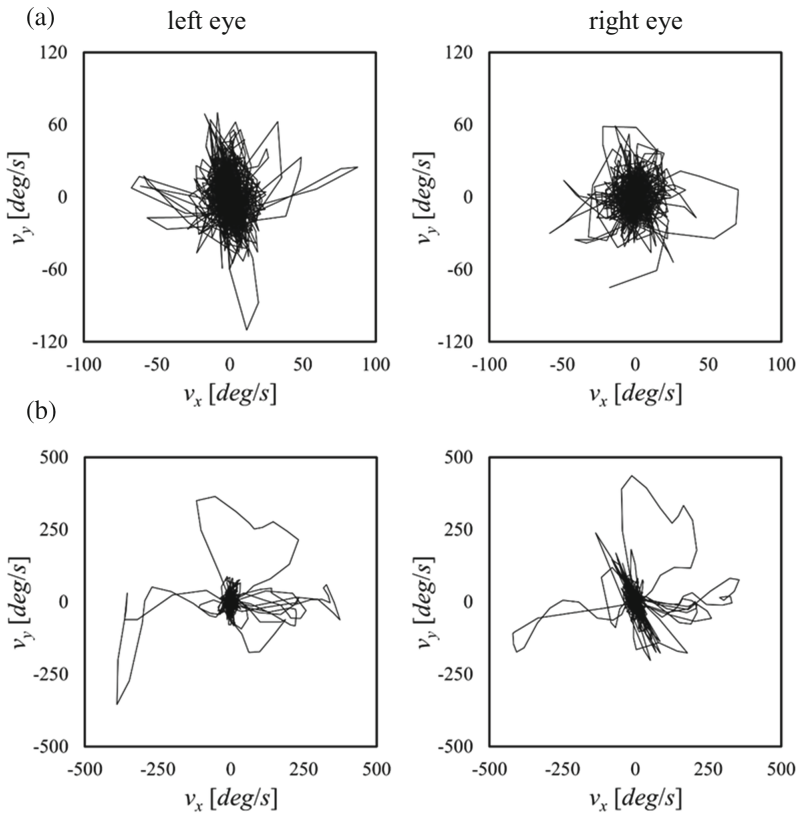 (a) left eye right eye
120 120
60 60
0 0
-60 -60
-120 -120
v_y [deg/s] v_y [deg/s]
-100 -50 0 50 100 -100 -50 0 50 100
v_x [deg/s] v_x [deg/s]
(b)
500 500
250 250
0 0
-250 -250
-500 -500
v_y [deg/s] v_y [deg/s]
-500 -250 0 250 500 -500 -250 0 250 500
v_x [deg/s] v_x [deg/s]